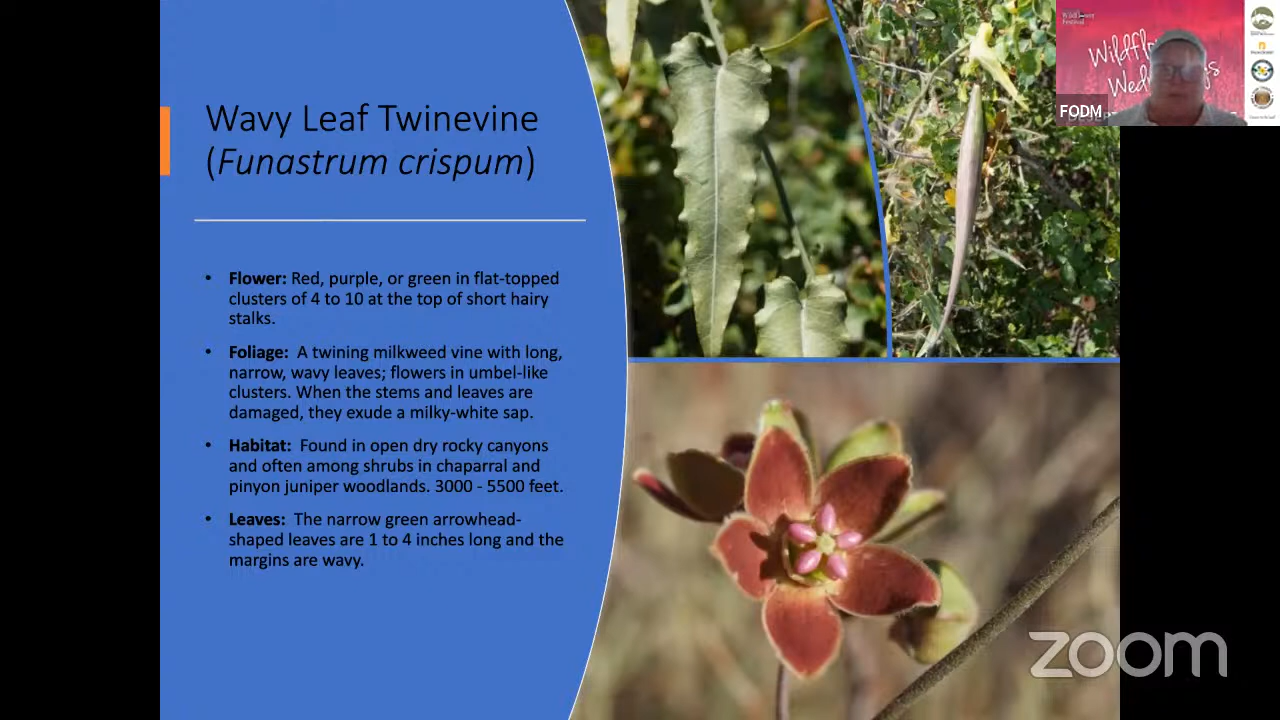 Wavy Leaf Twinevine
(Funastrum crispum)
• Flower: Red, purple, or green in flat-topped
clusters of 4 to 10 at the top of short hairy
stalks.
• Foliage:  A twining milkweed vine with long,
narrow, wavy leaves; flowers in umbel-like
clusters. When the stems and leaves are
damaged, they exude a milky-white sap.
• Habitat:  Found in open dry rocky canyons
and often among shrubs in chaparral and
pinyon juniper woodlands. 3000 - 5500 feet.
• Leaves:  The narrow green arrowhead-
shaped leaves are 1 to 4 inches long and the
margins are wavy.
Festival
FODM
zoom